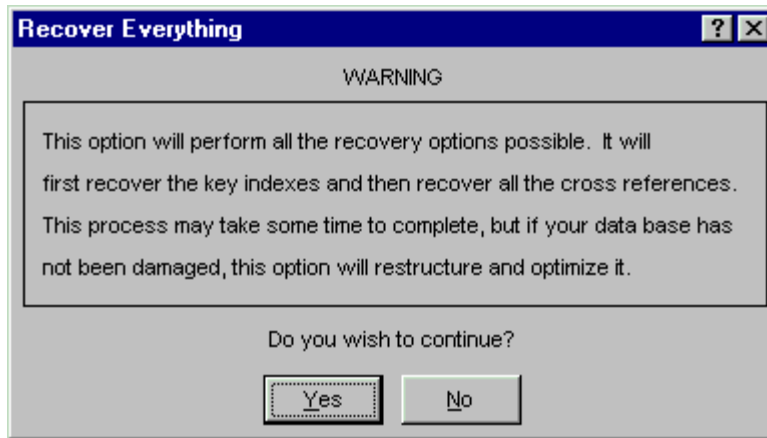 Recover Everything
WARNING
This option will perform all the recovery options possible. It will
first recover the key indexes and then recover all the cross references.
This process may take some time to complete, but if your data base has
not been damaged, this option will restructure and optimize it.
Do you wish to continue?
Yes No